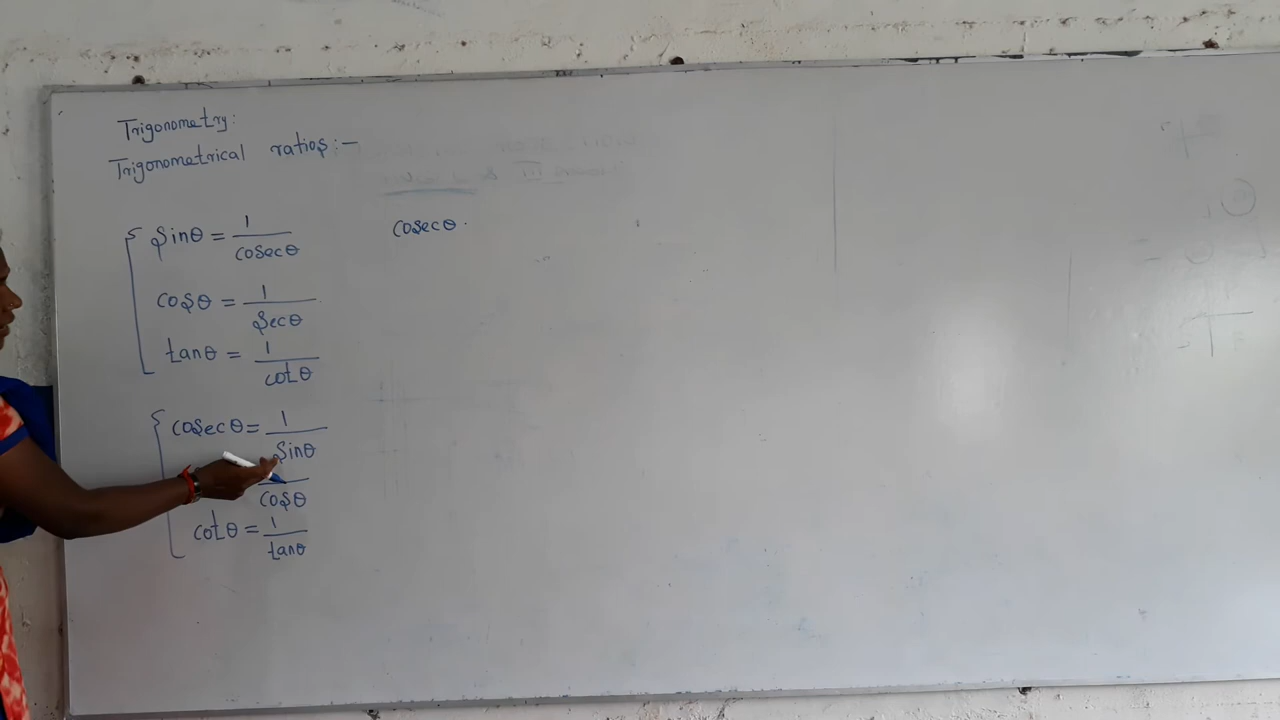 Trigonometry:
Trigonometrical ratios:-
sinθ = 1/cosecθ
cosecθ.
cosθ = 1/secθ
tanθ = 1/cotθ
cosecθ = 1/sinθ
/cosθ
cotθ = 1/tanθ